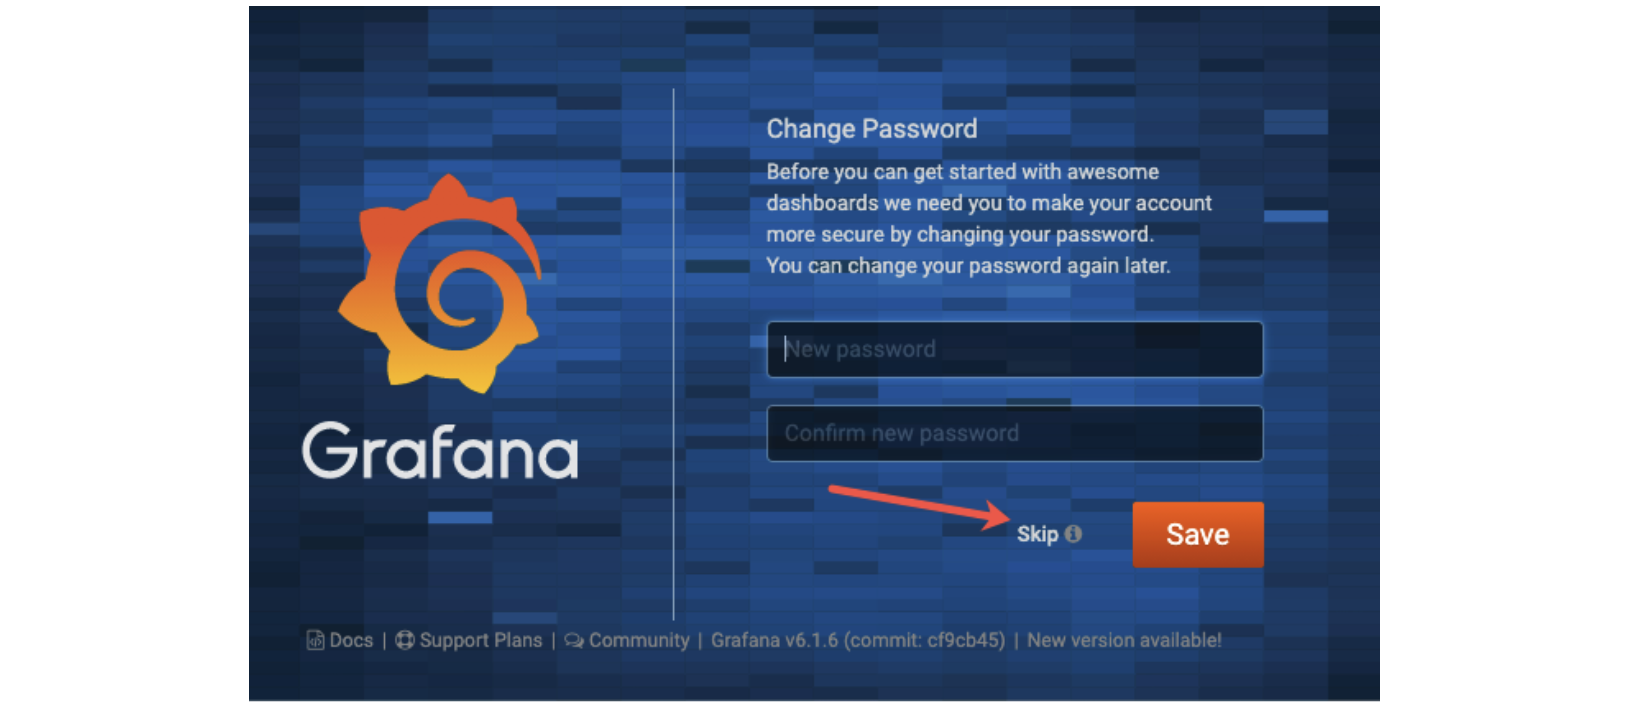 Grafana
Change Password
Before you can get started with awesome
dashboards we need you to make your account
more secure by changing your password.
You can change your password again later.
New password
Confirm new password
Skip
Save
Docs | Support Plans | Community | Grafana v6.1.6 (commit: cf9cb45) | New version available!